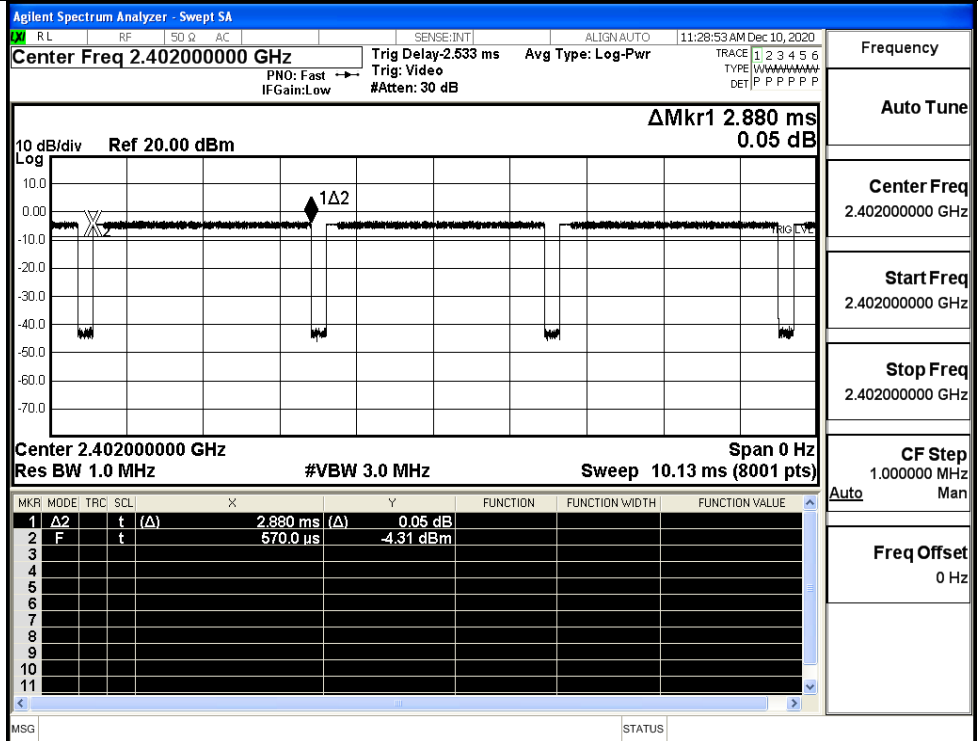 Agilent Spectrum Analyzer - Swept SA
LXI RL RF 50 Ω AC SENSE:INT ALIGN AUTO 11:28:53 AM Dec 10, 2020
Center Freq 2.402000000 GHz Trig Delay-2.533 ms Avg Type: Log-Pwr TRACE 1 2 3 4 5 6
PNO: Fast Trig: Video TYPE WWWWWW
IFGain:Low #Atten: 30 dB DET P P P P P P
ΔMkr1 2.880 ms
0.05 dB
10 dB/div Ref 20.00 dBm
Log
10.0
0.00
-10.0
-20.0
-30.0
-40.0
-50.0
-60.0
-70.0
1Δ2
2
TRIG LVL
Center 2.402000000 GHz Span 0 Hz
Res BW 1.0 MHz #VBW 3.0 MHz Sweep 10.13 ms (8001 pts)
MKR MODE TRC SCL X Y FUNCTION FUNCTION WIDTH FUNCTION VALUE
1 Δ2 t (Δ) 2.880 ms (Δ) 0.05 dB
2 F t 570.0 µs -4.31 dBm
3
4
5
6
7
8
9
10
11
MSG STATUS
Frequency
Auto Tune
Center Freq
2.402000000 GHz
Start Freq
2.402000000 GHz
Stop Freq
2.402000000 GHz
CF Step
1.000000 MHz
Auto Man
Freq Offset
0 Hz